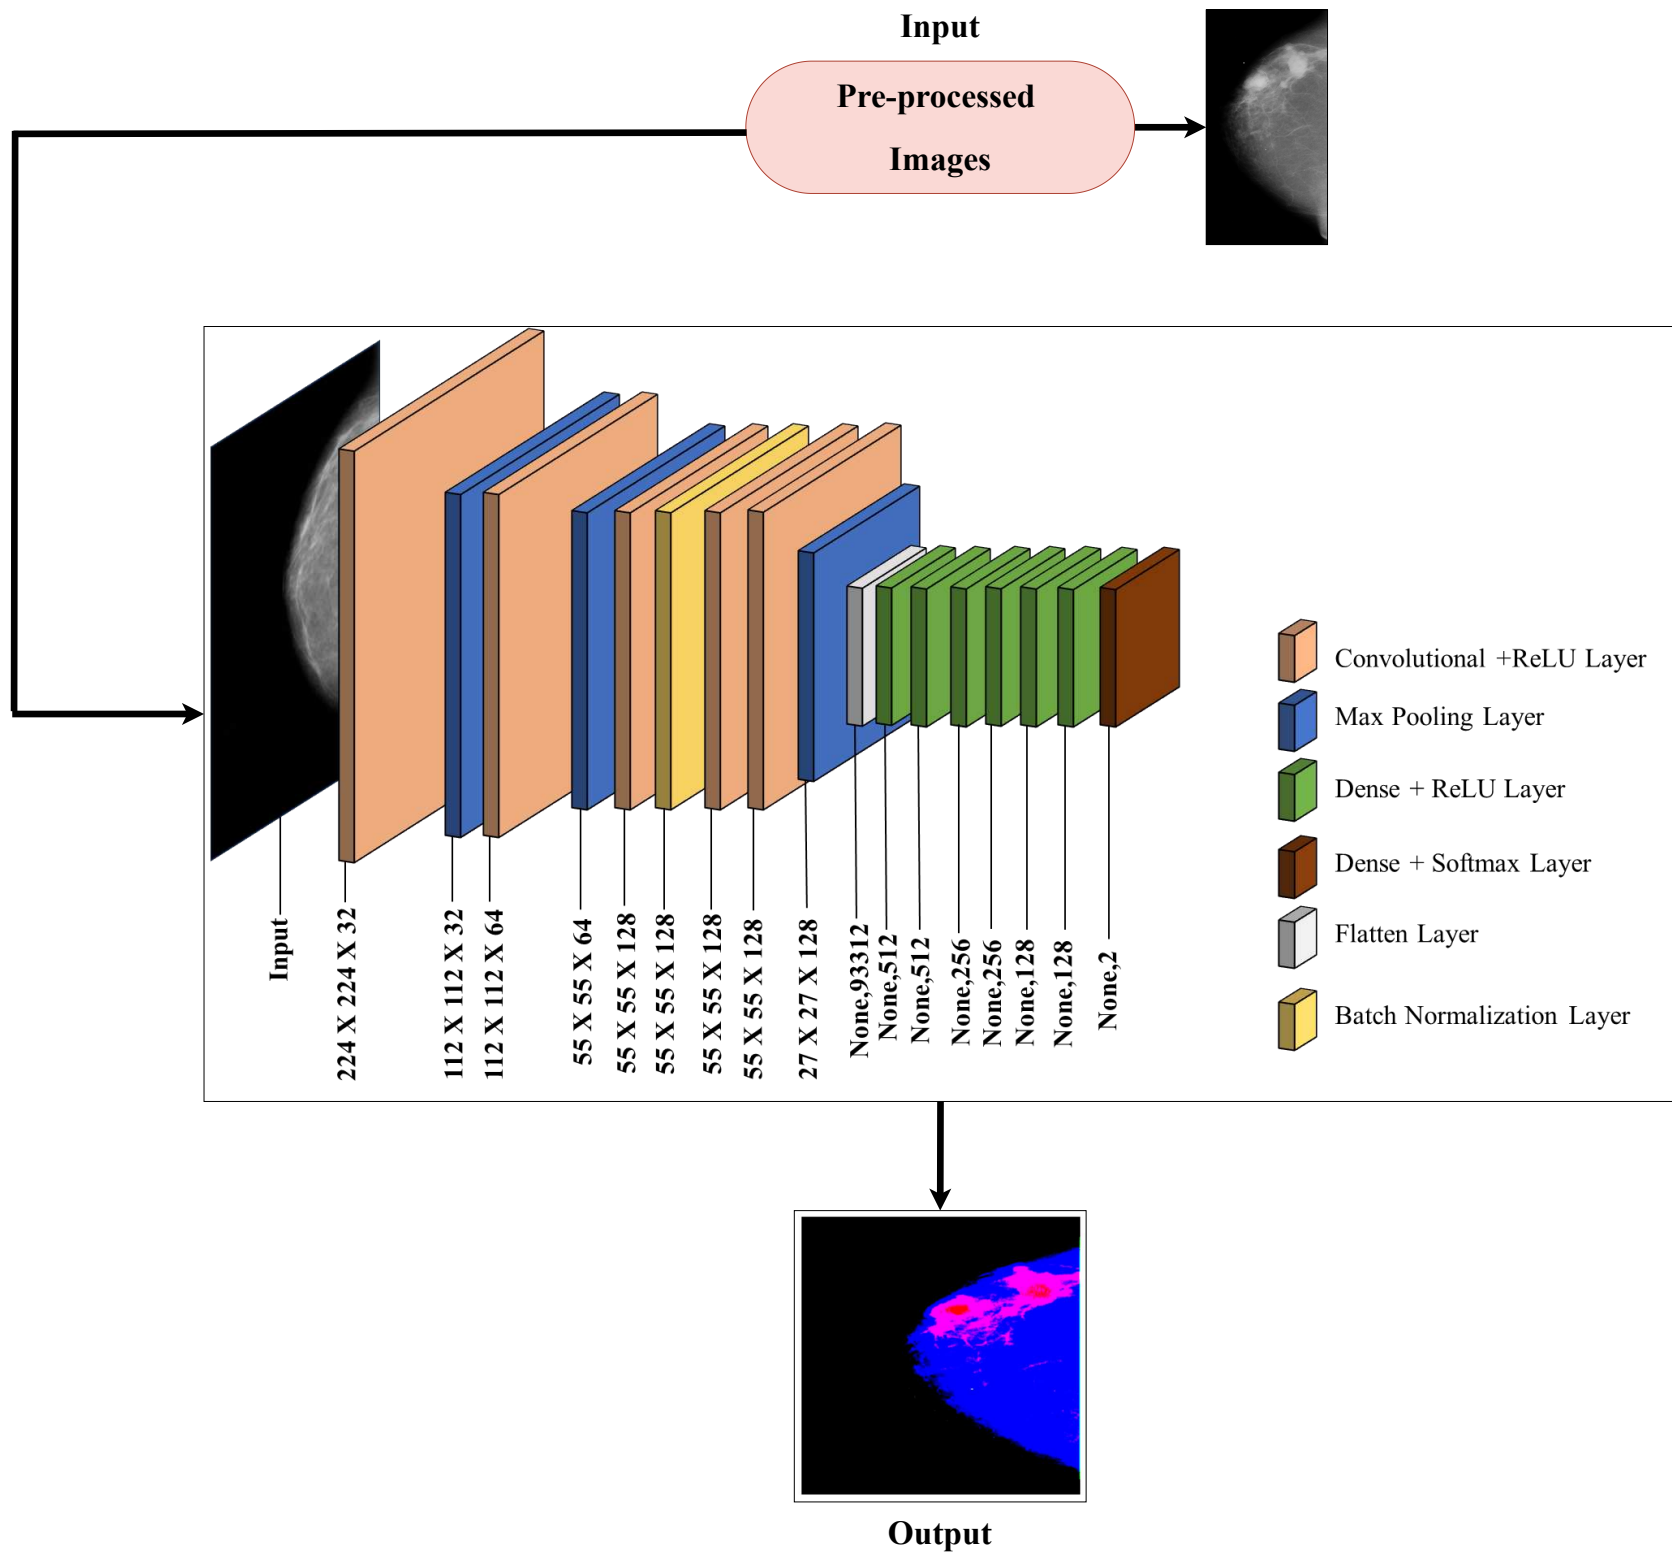 Input
Pre-processed
Images
Input
224 X 224 X 32
112 X 112 X 32
112 X 112 X 64
55 X 55 X 64
55 X 55 X 128
55 X 55 X 128
55 X 55 X 128
55 X 55 X 128
27 X 27 X 128
None,93312
None,512
None,512
None,256
None,256
None,128
None,128
None,2
Convolutional +ReLU Layer
Max Pooling Layer
Dense + ReLU Layer
Dense + Softmax Layer
Flatten Layer
Batch Normalization Layer
Output